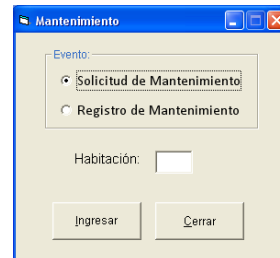 Mantenimiento
Evento:
Solicitud de Mantenimiento
Registro de Mantenimiento
Habitación:
Ingresar Cerrar